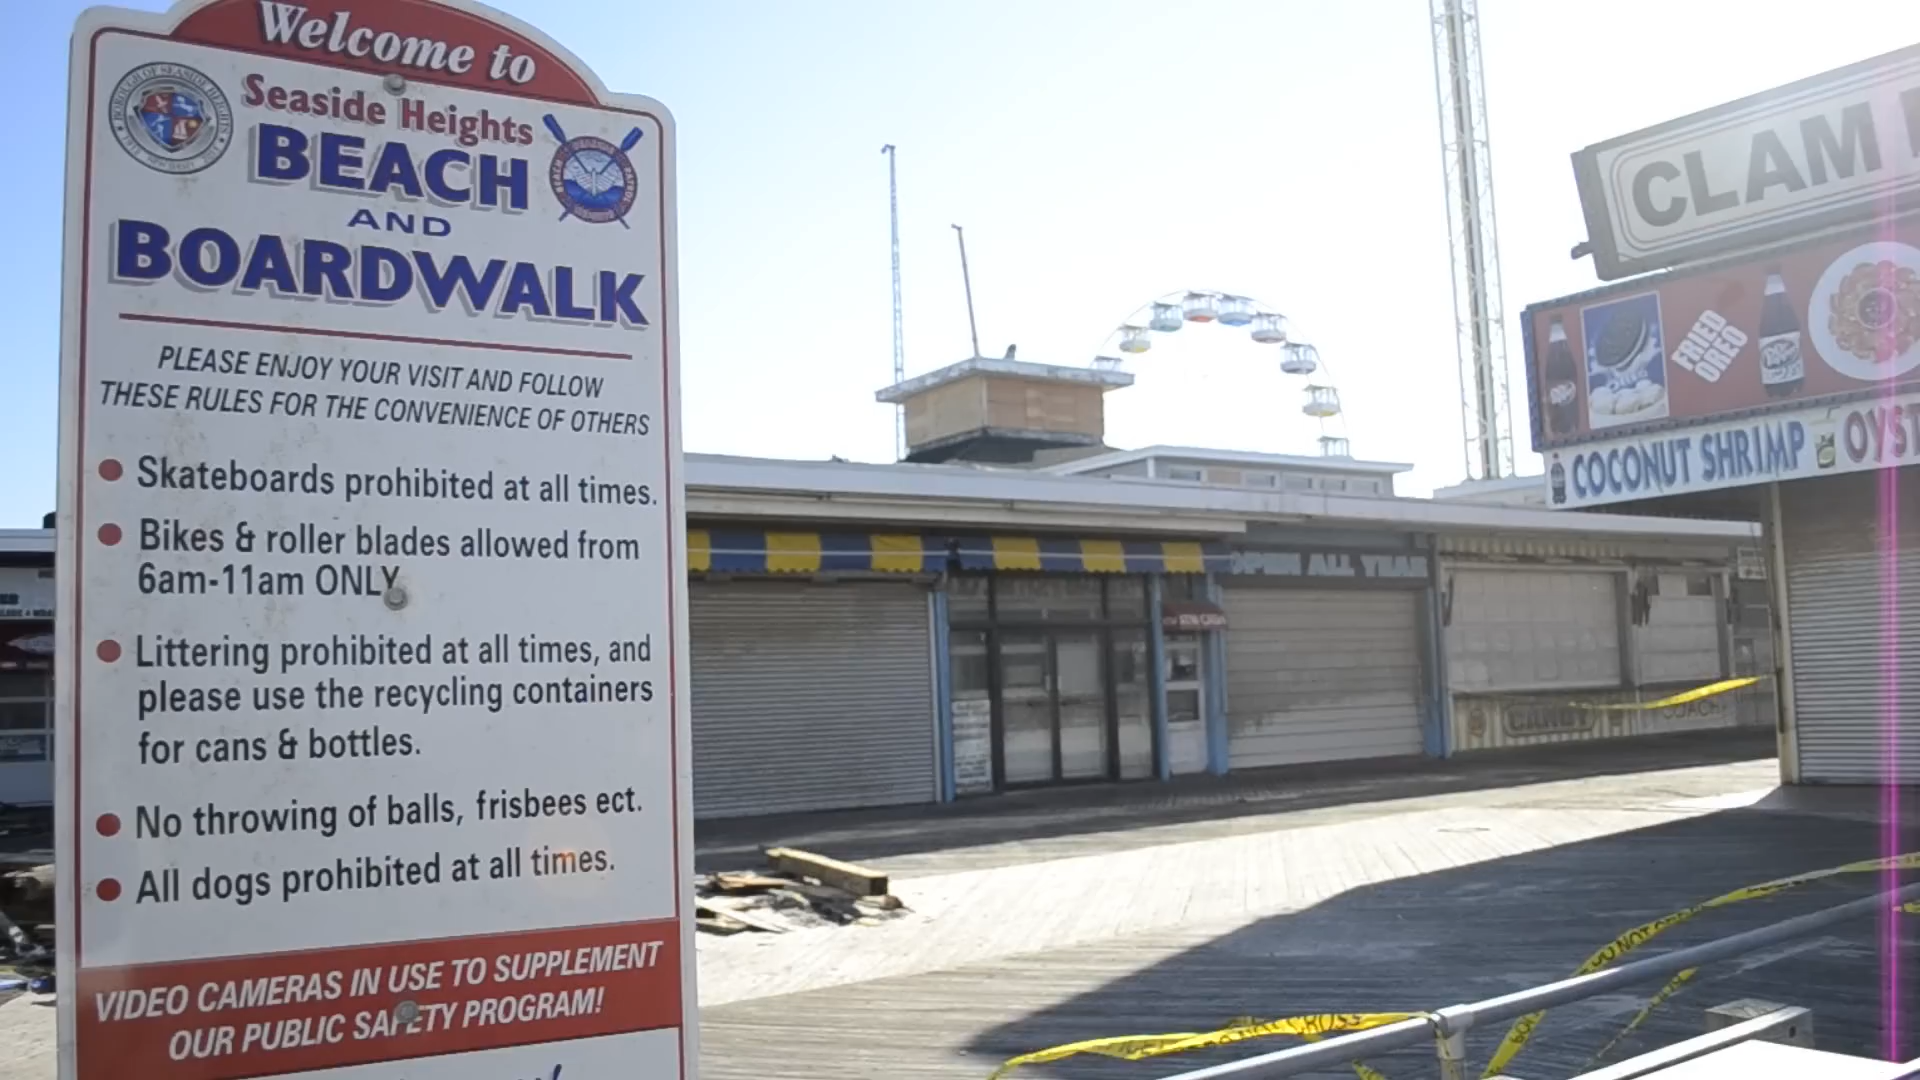 Welcome to
Seaside Heights
BEACH
AND
BOARDWALK
PLEASE ENJOY YOUR VISIT AND FOLLOW
THESE RULES FOR THE CONVENIENCE OF OTHERS
Skateboards prohibited at all times.
Bikes & roller blades allowed from
6am-11am ONLY
Littering prohibited at all times, and
please use the recycling containers
for cans & bottles.
No throwing of balls, frisbees ect.
All dogs prohibited at all times.
VIDEO CAMERAS IN USE TO SUPPLEMENT
OUR PUBLIC SAFETY PROGRAM!
CLAM
FRIED
OREO
COCONUT SHRIMP
OYST
OPEN ALL YEAR
CANDY
DO NOT CROSS